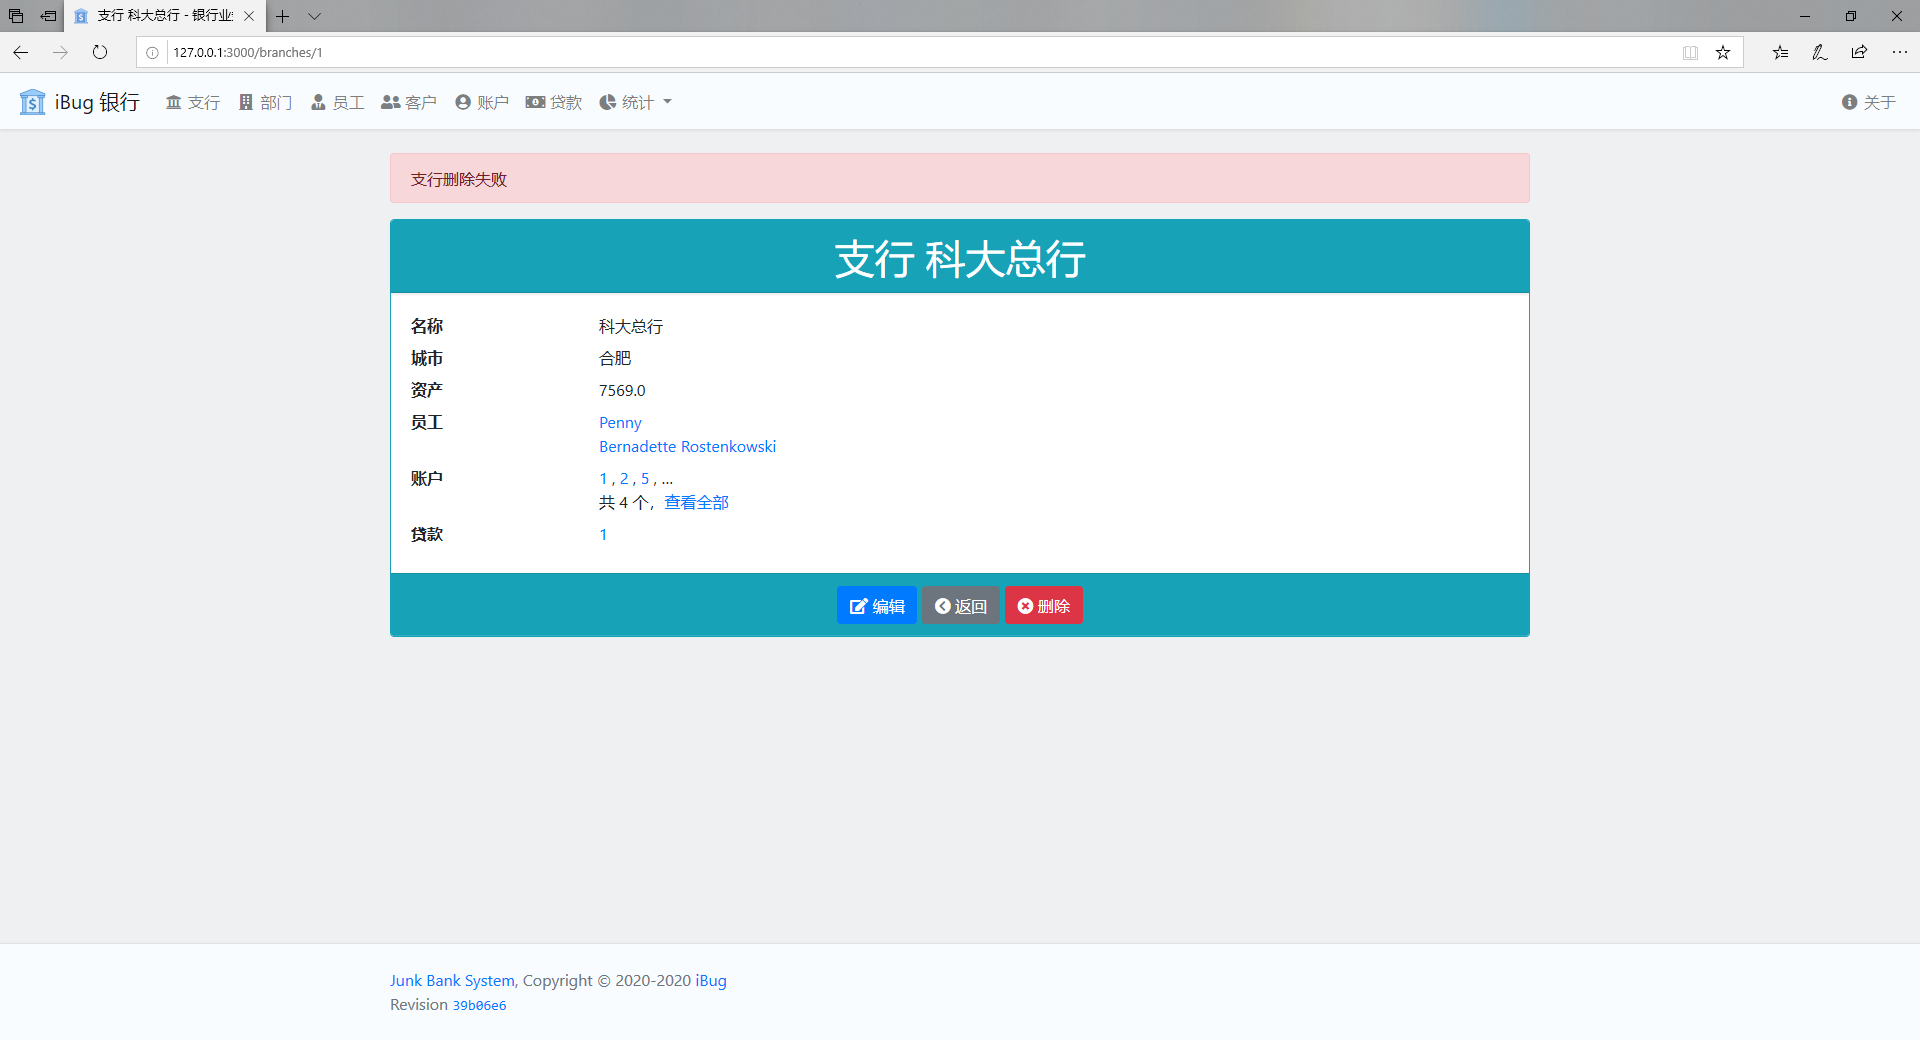 支行 科大总行 - 银行业
127.0.0.1:3000/branches/1
iBug 银行 支行 部门 员工 客户 账户 贷款 统计 关于
支行删除失败
支行 科大总行
名称 科大总行
城市 合肥
资产 7569.0
员工 Penny
Bernadette Rostenkowski
账户 1 , 2 , 5 , ...
共 4 个，查看全部
贷款 1
编辑 返回 删除
Junk Bank System, Copyright © 2020-2020 iBug
Revision 39b06e6